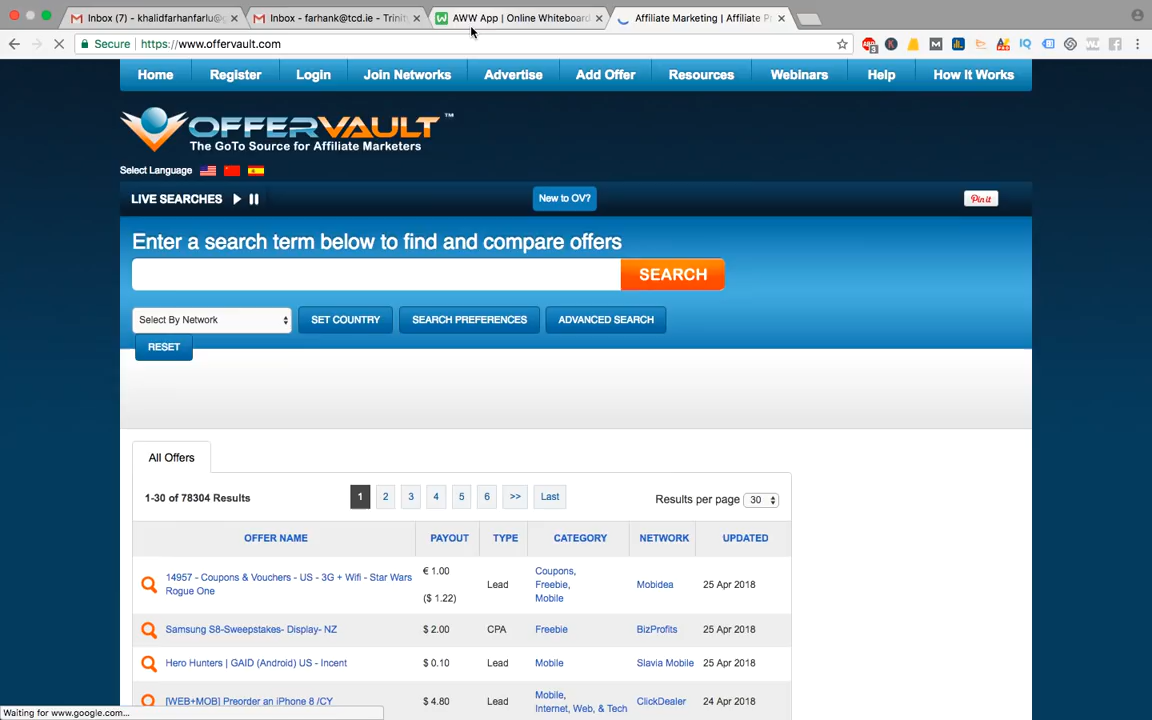 Inbox (7) - khalidfarhanfarlu@g
Inbox - farhank@tcd.ie - Trinit
AWW App | Online Whiteboard
Affiliate Marketing | Affiliate P
Secure
https://www.offervault.com
Home
Register
Login
Join Networks
Advertise
Add Offer
Resources
Webinars
Help
How It Works
OFFERVAULT™
The GoTo Source for Affiliate Marketers
Select Language
LIVE SEARCHES
New to OV?
Pin it
Enter a search term below to find and compare offers
SEARCH
Select By Network
SET COUNTRY
SEARCH PREFERENCES
ADVANCED SEARCH
RESET
All Offers
1-30 of 78304 Results
1 2 3 4 5 6 >> Last
Results per page 30
OFFER NAME PAYOUT TYPE CATEGORY NETWORK UPDATED
14957 - Coupons & Vouchers - US - 3G + Wifi - Star Wars
Rogue One
€ 1.00
($ 1.22)
Lead
Coupons,
Freebie,
Mobile
Mobidea
25 Apr 2018
Samsung S8-Sweepstakes- Display- NZ $ 2.00 CPA Freebie BizProfits 25 Apr 2018
Hero Hunters | GAID (Android) US - Incent $ 0.10 Lead Mobile Slavia Mobile 25 Apr 2018
[WEB+MOB] Preorder an iPhone 8 /CY $ 4.80 Lead
Mobile,
Internet, Web, & Tech
ClickDealer 24 Apr 2018
Waiting for www.google.com...